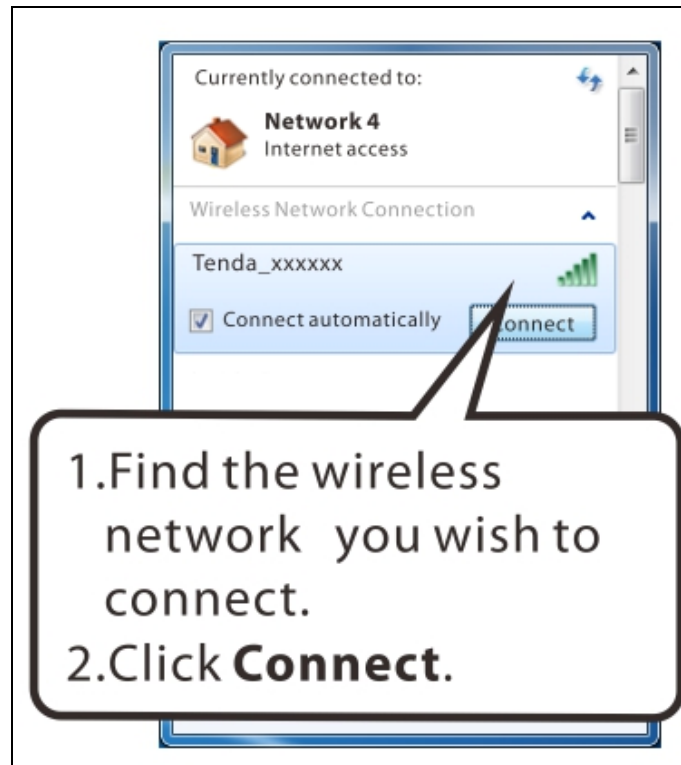 Currently connected to:
Network 4
Internet access
Wireless Network Connection
Tenda_xxxxxx
Connect automatically
Connect
1.Find the wireless
network you wish to
connect.
2.Click Connect.